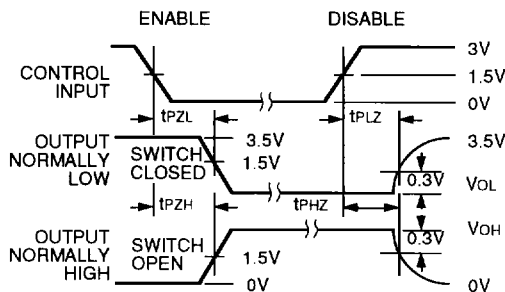 ENABLE DISABLE
CONTROL INPUT
3V
1.5V
0V
tPZL tPLZ
OUTPUT NORMALLY LOW
SWITCH CLOSED
3.5V
1.5V
3.5V
0.3V
VOL
tPZH tPHZ
OUTPUT NORMALLY HIGH
SWITCH OPEN
1.5V
0V
VOH
0.3V
0V